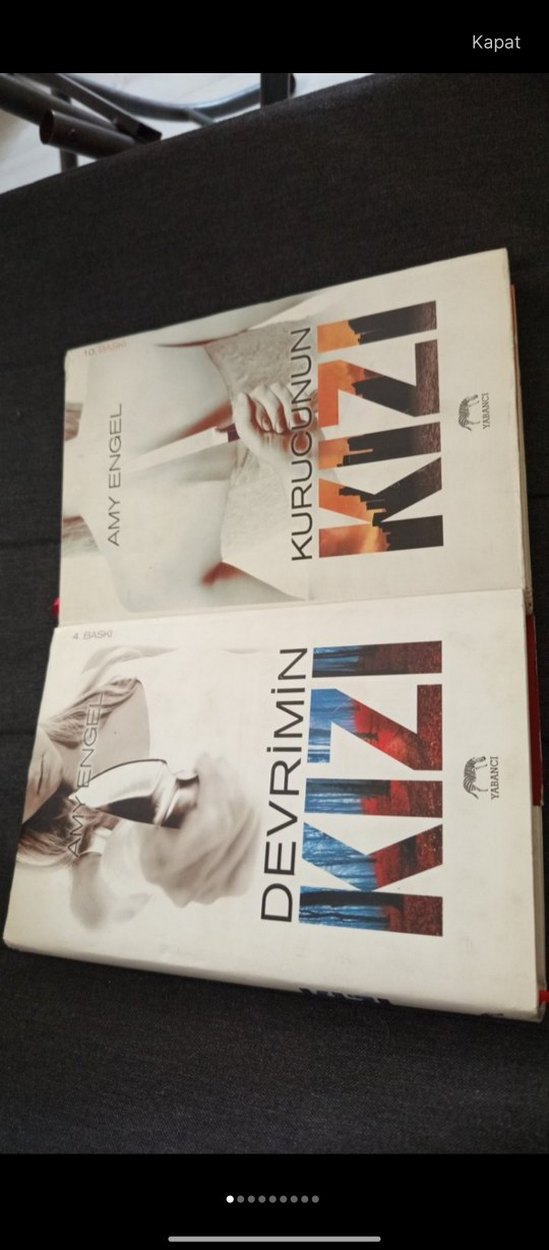 Kapat
10. BASKI
AMY ENGEL
KURUCUNUN
KIZI
YABANCI
4. BASKI
AMY ENGEL
DEVRİMİN
KIZI
YABANCI